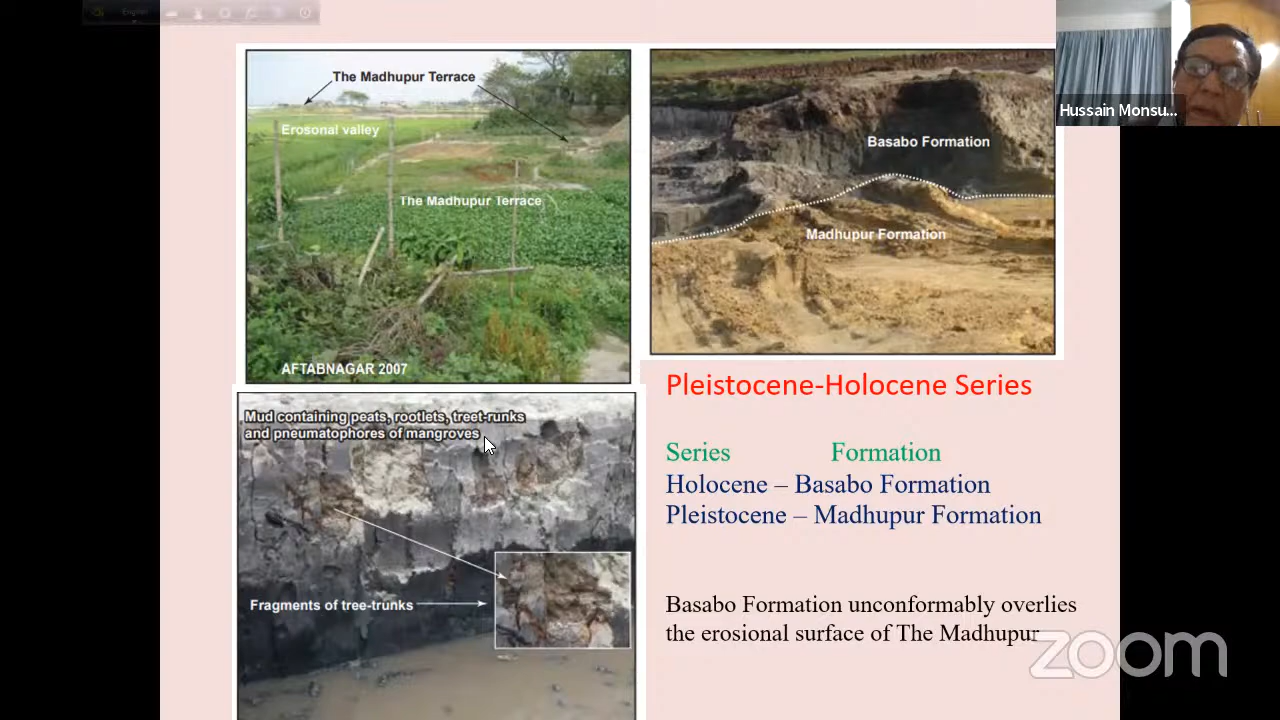 English
The Madhupur Terrace
Erosonal valley
The Madhupur Terrace
AFTABNAGAR 2007
Basabo Formation
Madhupur Formation
Hussain Monsu...
Mud containing peats, rootlets, treet-runks
and pneumatophores of mangroves
Fragments of tree-trunks
Pleistocene-Holocene Series
Series Formation
Holocene – Basabo Formation
Pleistocene – Madhupur Formation
Basabo Formation unconformably overlies
the erosional surface of The Madhupur
zoom